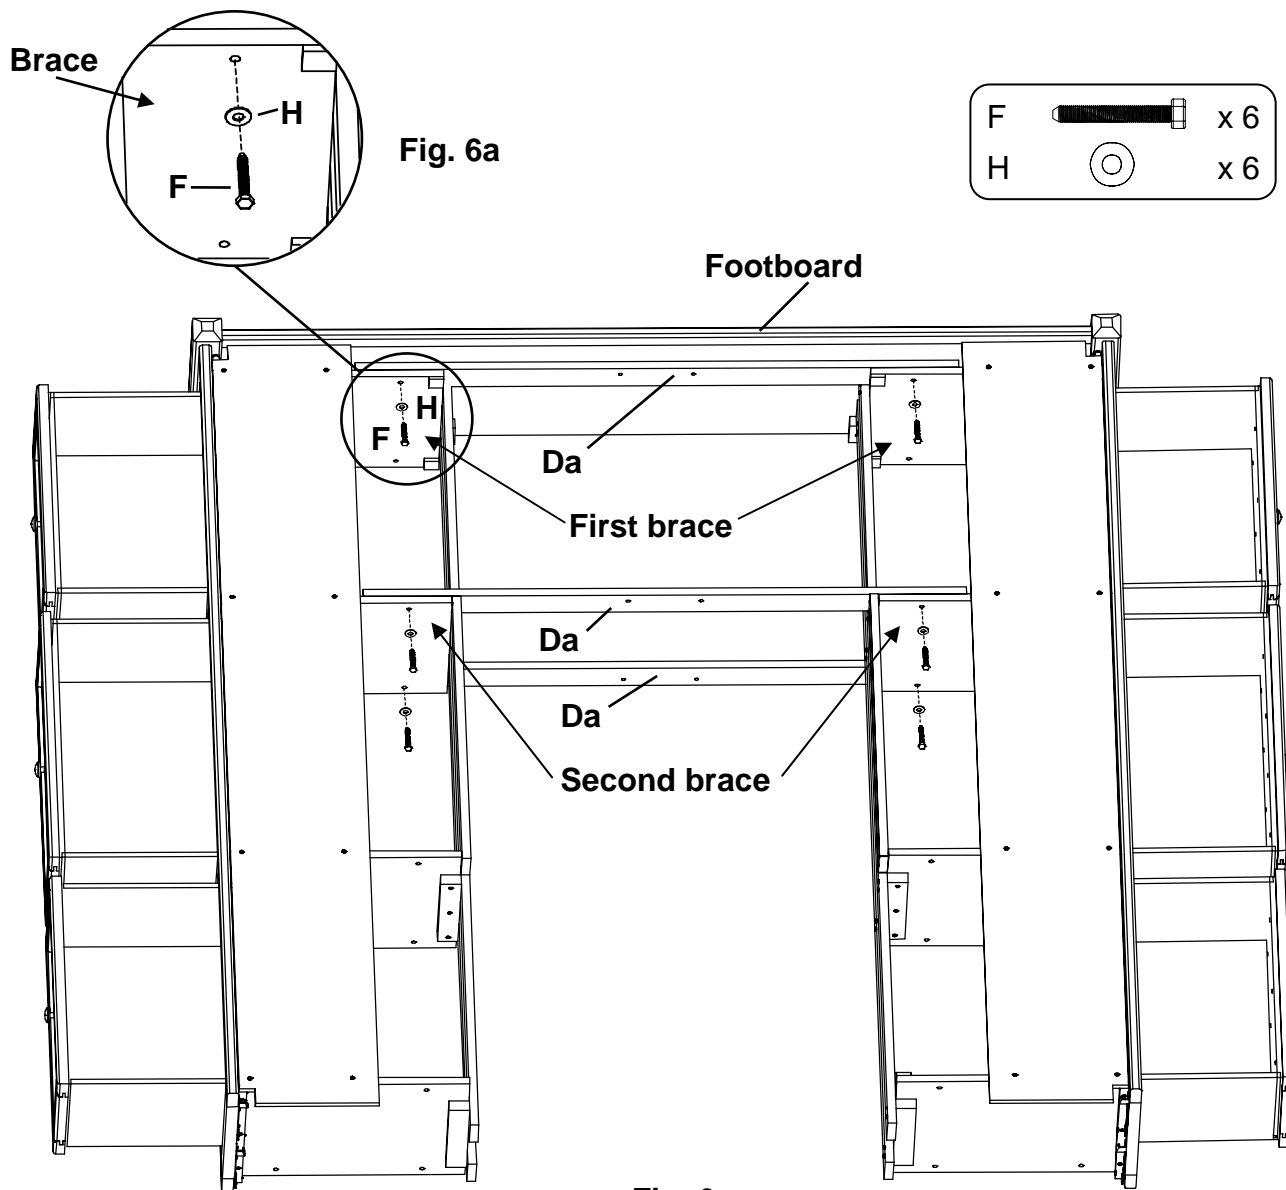 Brace
H
F
Fig. 6a
F x 6
H x 6
Footboard
H
F
Da
First brace
Da
Da
Second brace